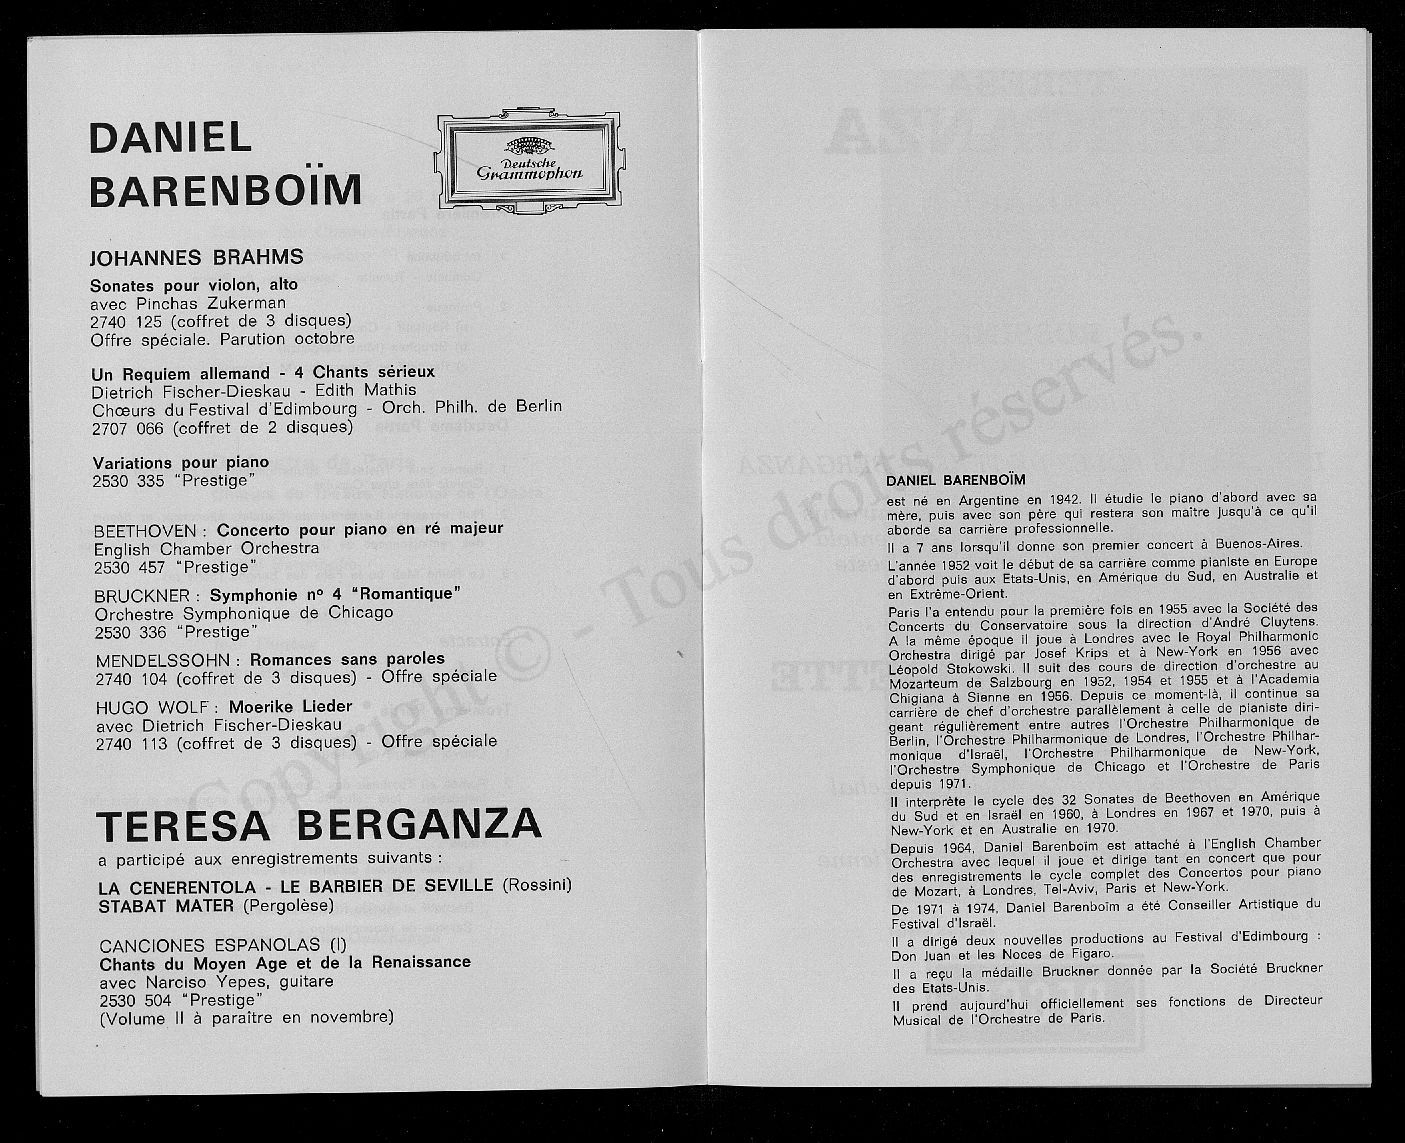 DANIEL
BARENBOÏM
Deutsche
Grammophon
JOHANNES BRAHMS
Sonates pour violon, alto
avec Pinchas Zukerman
2740 125 (coffret de 3 disques)
Offre spéciale. Parution octobre
Un Requiem allemand - 4 Chants sérieux
Dietrich Fischer-Dieskau - Edith Mathis
Chœurs du Festival d'Edimbourg - Orch. Philh. de Berlin
2707 066 (coffret de 2 disques)
Variations pour piano
2530 335 "Prestige"
BEETHOVEN : Concerto pour piano en ré majeur
English Chamber Orchestra
2530 457 "Prestige"
BRUCKNER : Symphonie nº 4 "Romantique"
Orchestre Symphonique de Chicago
2530 336 "Prestige"
MENDELSSOHN : Romances sans paroles
2740 104 (coffret de 3 disques) - Offre spéciale
HUGO WOLF : Moerike Lieder
avec Dietrich Fischer-Dieskau
2740 113 (coffret de 3 disques) - Offre spéciale
TERESA BERGANZA
a participé aux enregistrements suivants :
LA CENERENTOLA - LE BARBIER DE SEVILLE (Rossini)
STABAT MATER (Pergolèse)
CANCIONES ESPANOLAS (I)
Chants du Moyen Age et de la Renaissance
avec Narciso Yepes, guitare
2530 504 "Prestige"
(Volume II à paraître en novembre)
DANIEL BARENBOÏM
est né en Argentine en 1942. Il étudie le piano d'abord avec sa
mère, puis avec son père qui restera son maître jusqu'à ce qu'il
aborde sa carrière professionnelle.
Il a 7 ans lorsqu'il donne son premier concert à Buenos-Aires.
L'année 1952 voit le début de sa carrière comme pianiste en Europe
d'abord puis aux Etats-Unis, en Amérique du Sud, en Australie et
en Extrême-Orient.
Paris l'a entendu pour la première fois en 1955 avec la Société des
Concerts du Conservatoire sous la direction d'André Cluytens.
A la même époque il joue à Londres avec le Royal Philharmonic
Orchestra dirigé par Josef Krips et à New-York en 1956 avec
Léopold Stokowski. Il suit des cours de direction d'orchestre au
Mozarteum de Salzbourg en 1952, 1954 et 1955 et à l'Academia
Chigiana à Sienne en 1956. Depuis ce moment-là, il continue sa
carrière de chef d'orchestre parallèlement à celle de pianiste diri-
geant régulièrement entre autres l'Orchestre Philharmonique de
Berlin, l'Orchestre Philharmonique de Londres, l'Orchestre Philhar-
monique d'Israël, l'Orchestre Philharmonique de New-York,
l'Orchestre Symphonique de Chicago et l'Orchestre de Paris
depuis 1971.
Il interprète le cycle des 32 Sonates de Beethoven en Amérique
du Sud et en Israël en 1960, à Londres en 1967 et 1970, puis à
New-York et en Australie en 1970.
Depuis 1964, Daniel Barenboim est attaché à l'English Chamber
Orchestra avec lequel il joue et dirige tant en concert que pour
des enregistrements le cycle complet des Concertos pour piano
de Mozart, à Londres, Tel-Aviv, Paris et New-York.
De 1971 à 1974, Daniel Barenboïm a été Conseiller Artistique du
Festival d'Israël.
Il a dirigé deux nouvelles productions au Festival d'Edimbourg :
Don Juan et les Noces de Figaro.
Il a reçu la médaille Bruckner donnée par la Société Bruckner
des Etats-Unis.
Il prend aujourd'hui officiellement ses fonctions de Directeur
Musical de l'Orchestre de Paris.
Copyright © - Tous droits réservés.